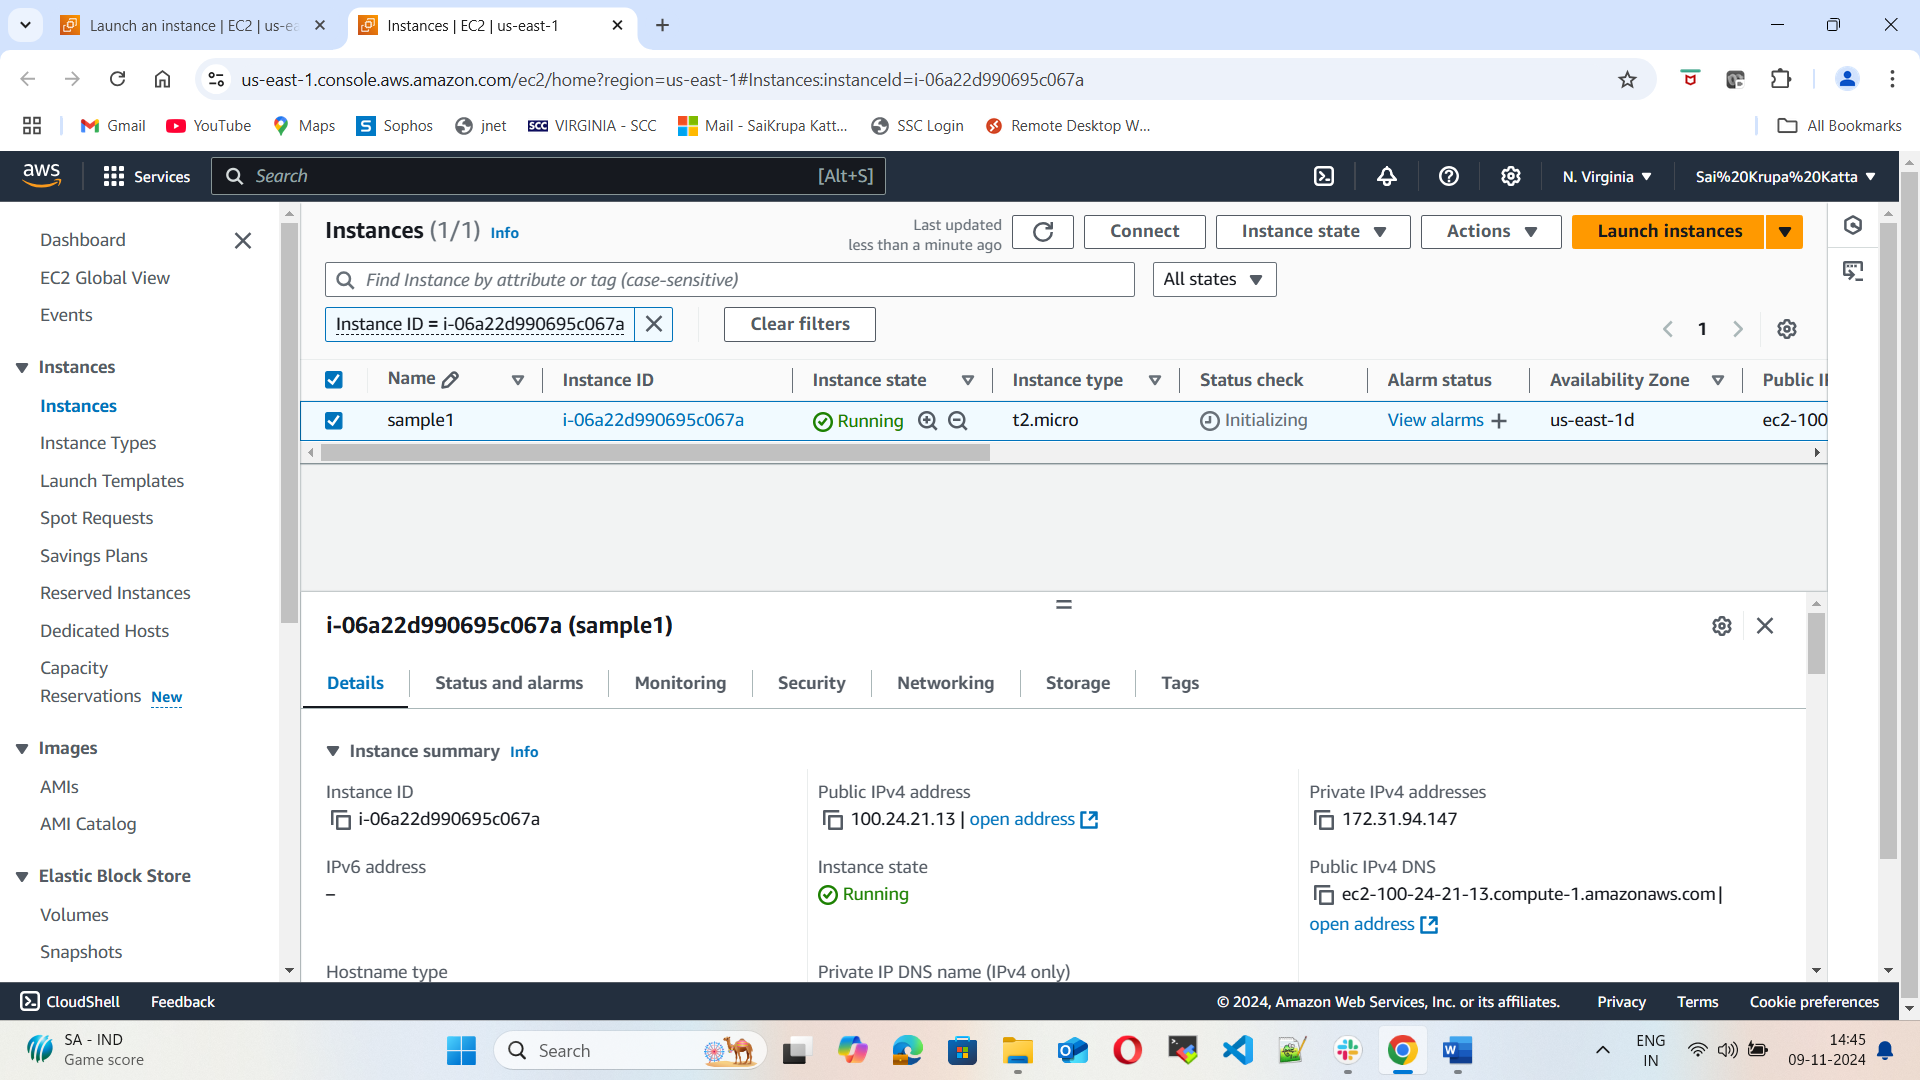 Launch an instance | EC2 | us-ea
Instances | EC2 | us-east-1
us-east-1.console.aws.amazon.com/ec2/home?region=us-east-1#Instances:instanceId=i-06a22d990695c067a
Gmail
YouTube
Maps
Sophos
jnet
SCC VIRGINIA - SCC
Mail - SaiKrupa Katt...
SSC Login
Remote Desktop W...
All Bookmarks
aws
Services
Search
[Alt+S]
N. Virginia
Sai%20Krupa%20Katta
Dashboard
EC2 Global View
Events
Instances
Instances
Instance Types
Launch Templates
Spot Requests
Savings Plans
Reserved Instances
Dedicated Hosts
Capacity
Reservations New
Images
AMIs
AMI Catalog
Elastic Block Store
Volumes
Snapshots
Instances (1/1) Info
Last updated
less than a minute ago
Connect
Instance state
Actions
Launch instances
Find Instance by attribute or tag (case-sensitive)
All states
Instance ID = i-06a22d990695c067a
Clear filters
1
Name
Instance ID
Instance state
Instance type
Status check
Alarm status
Availability Zone
Public I
sample1
i-06a22d990695c067a
Running
t2.micro
Initializing
View alarms
us-east-1d
ec2-100
i-06a22d990695c067a (sample1)
Details
Status and alarms
Monitoring
Security
Networking
Storage
Tags
Instance summary Info
Instance ID
i-06a22d990695c067a
Public IPv4 address
100.24.21.13 | open address
Private IPv4 addresses
172.31.94.147
IPv6 address
–
Instance state
Running
Public IPv4 DNS
ec2-100-24-21-13.compute-1.amazonaws.com |
open address
Hostname type
Private IP DNS name (IPv4 only)
CloudShell
Feedback
© 2024, Amazon Web Services, Inc. or its affiliates.
Privacy
Terms
Cookie preferences
SA - IND
Game score
Search
ENG
IN
14:45
09-11-2024